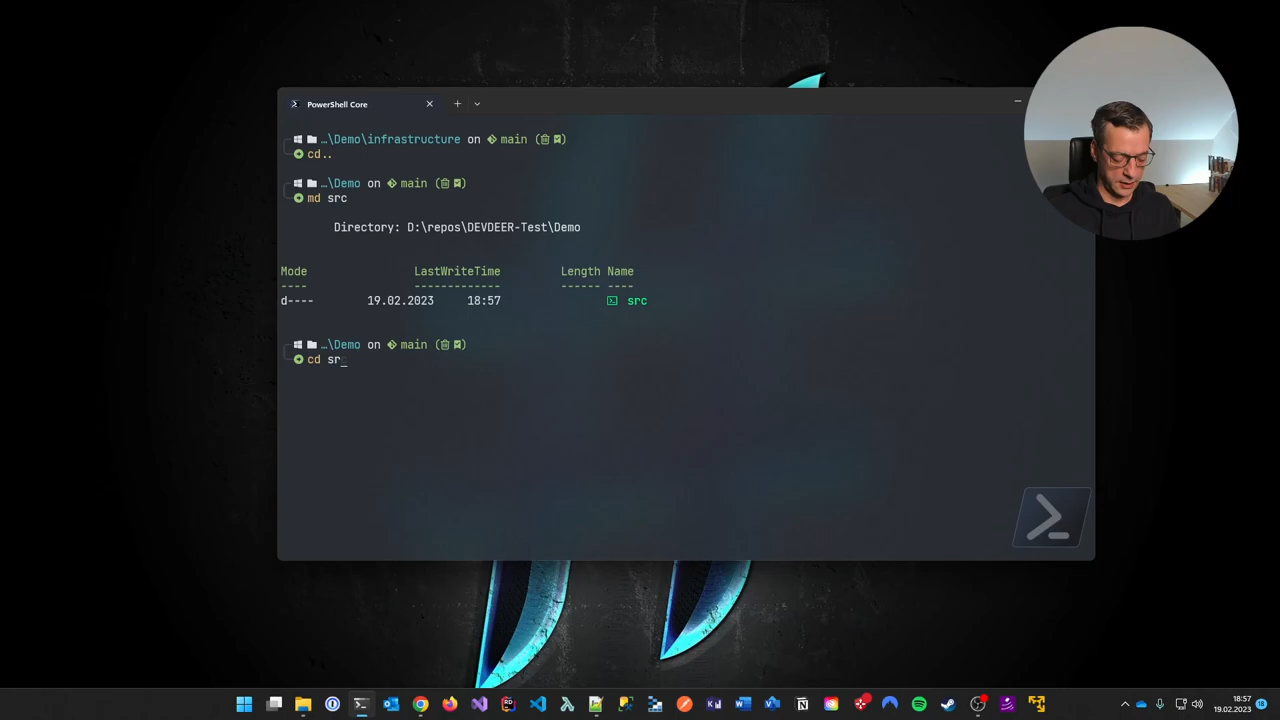 PowerShell Core
…\Demo\infrastructure on main
cd..
…\Demo on main
md src
Directory: D:\repos\DEVDEER-Test\Demo
Mode LastWriteTime Length Name
---- ------------- ------ ----
d---- 19.02.2023 18:57 src
…\Demo on main
cd sr_
18:57
19.02.2023